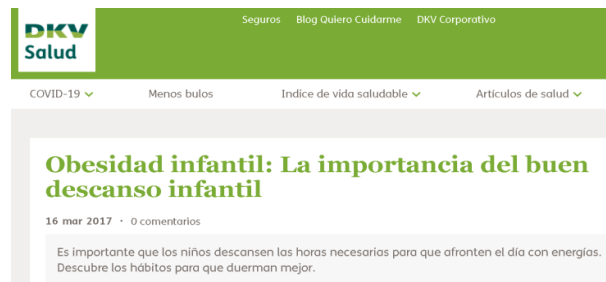 DKV
Salud
Seguros Blog Quiero Cuidarme DKV Corporativo
COVID-19 Menos bulos Indice de vida saludable Artículos de salud
Obesidad infantil: La importancia del buen
descanso infantil
16 mar 2017 · 0 comentarios
Es importante que los niños descansen las horas necesarias para que afronten el día con energías.
Descubre los hábitos para que duerman mejor.